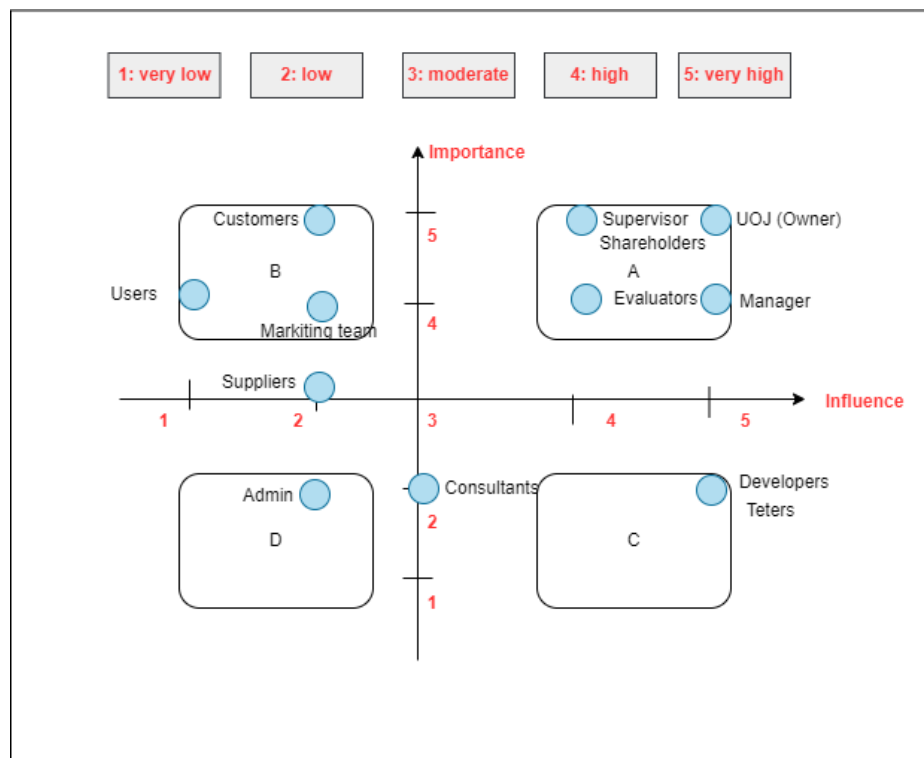 1: very low
2: low
3: moderate
4: high
5: very high
Importance
Customers
5
Supervisor
UOJ (Owner)
Shareholders
B
A
Users
Evaluators
Manager
4
Markiting team
Suppliers
Influence
1
2
3
4
5
Admin
Consultants
Developers
Teters
2
D
C
1